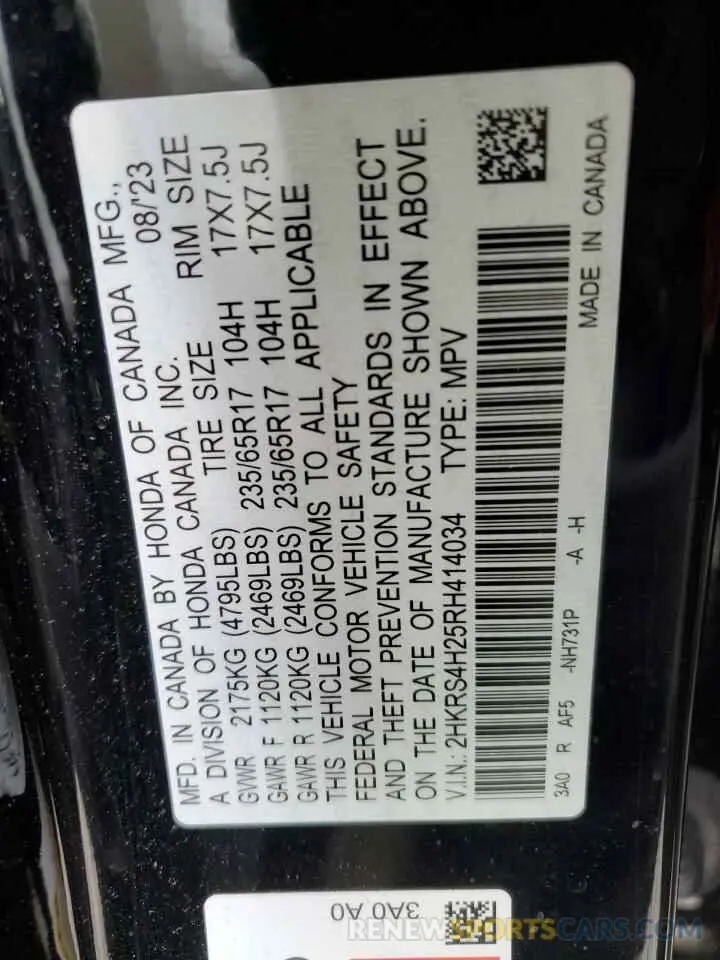 MFD. IN CANADA BY HONDA OF CANADA MFG.,
A DIVISION OF HONDA CANADA INC. 08/'23
GVWR 2175KG (4795LBS) TIRE SIZE RIM SIZE
GAWR F 1120KG (2469LBS) 235/65R17 104H 17X7.5J
GAWR R 1120KG (2469LBS) 235/65R17 104H 17X7.5J
THIS VEHICLE CONFORMS TO ALL APPLICABLE
FEDERAL MOTOR VEHICLE SAFETY
AND THEFT PREVENTION STANDARDS IN EFFECT
ON THE DATE OF MANUFACTURE SHOWN ABOVE.
V.I.N.: 2HKRS4H25RH414034 TYPE: MPV
3A0 R AF5 -NH731P -A -H
MADE IN CANADA
3A0 A0
RENEWSPORTSCARS.COM